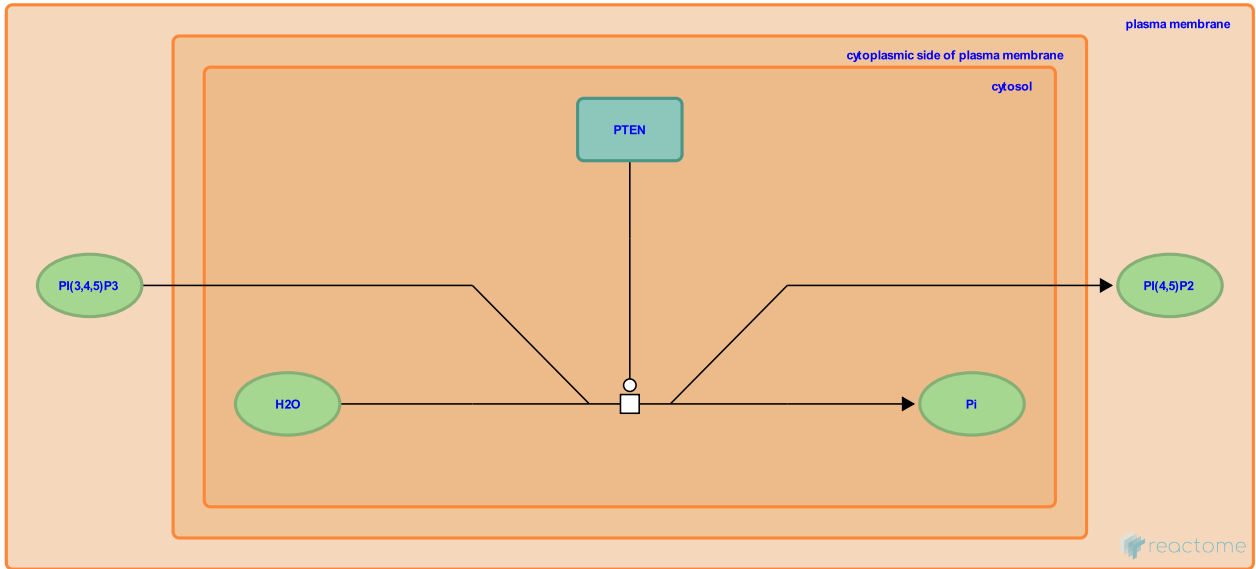 plasma membrane
cytoplasmic side of plasma membrane
cytosol
PTEN
PI(3,4,5)P3
PI(4,5)P2
H2O
Pi
reactome